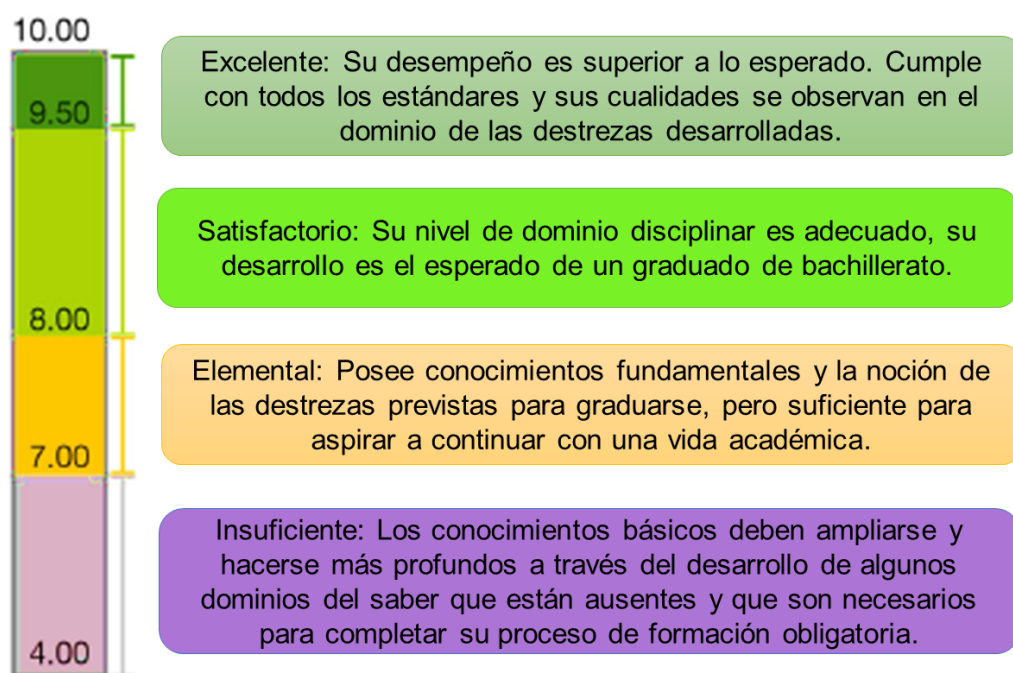 10.00
Excelente: Su desempeño es superior a lo esperado. Cumple
con todos los estándares y sus cualidades se observan en el
dominio de las destrezas desarrolladas.
9.50
Satisfactorio: Su nivel de dominio disciplinar es adecuado, su
desarrollo es el esperado de un graduado de bachillerato.
8.00
Elemental: Posee conocimientos fundamentales y la noción de
las destrezas previstas para graduarse, pero suficiente para
aspirar a continuar con una vida académica.
7.00
Insuficiente: Los conocimientos básicos deben ampliarse y
hacerse más profundos a través del desarrollo de algunos
dominios del saber que están ausentes y que son necesarios
para completar su proceso de formación obligatoria.
4.00